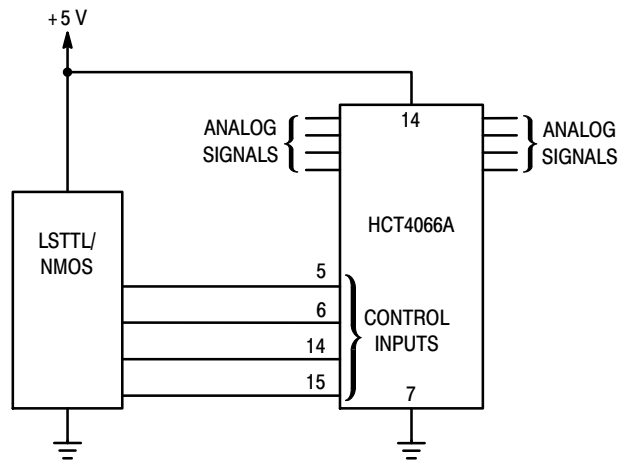 +5 V
14
ANALOG
SIGNALS
ANALOG
SIGNALS
HCT4066A
LSTTL/
NMOS
5
6
14
15
CONTROL
INPUTS
7